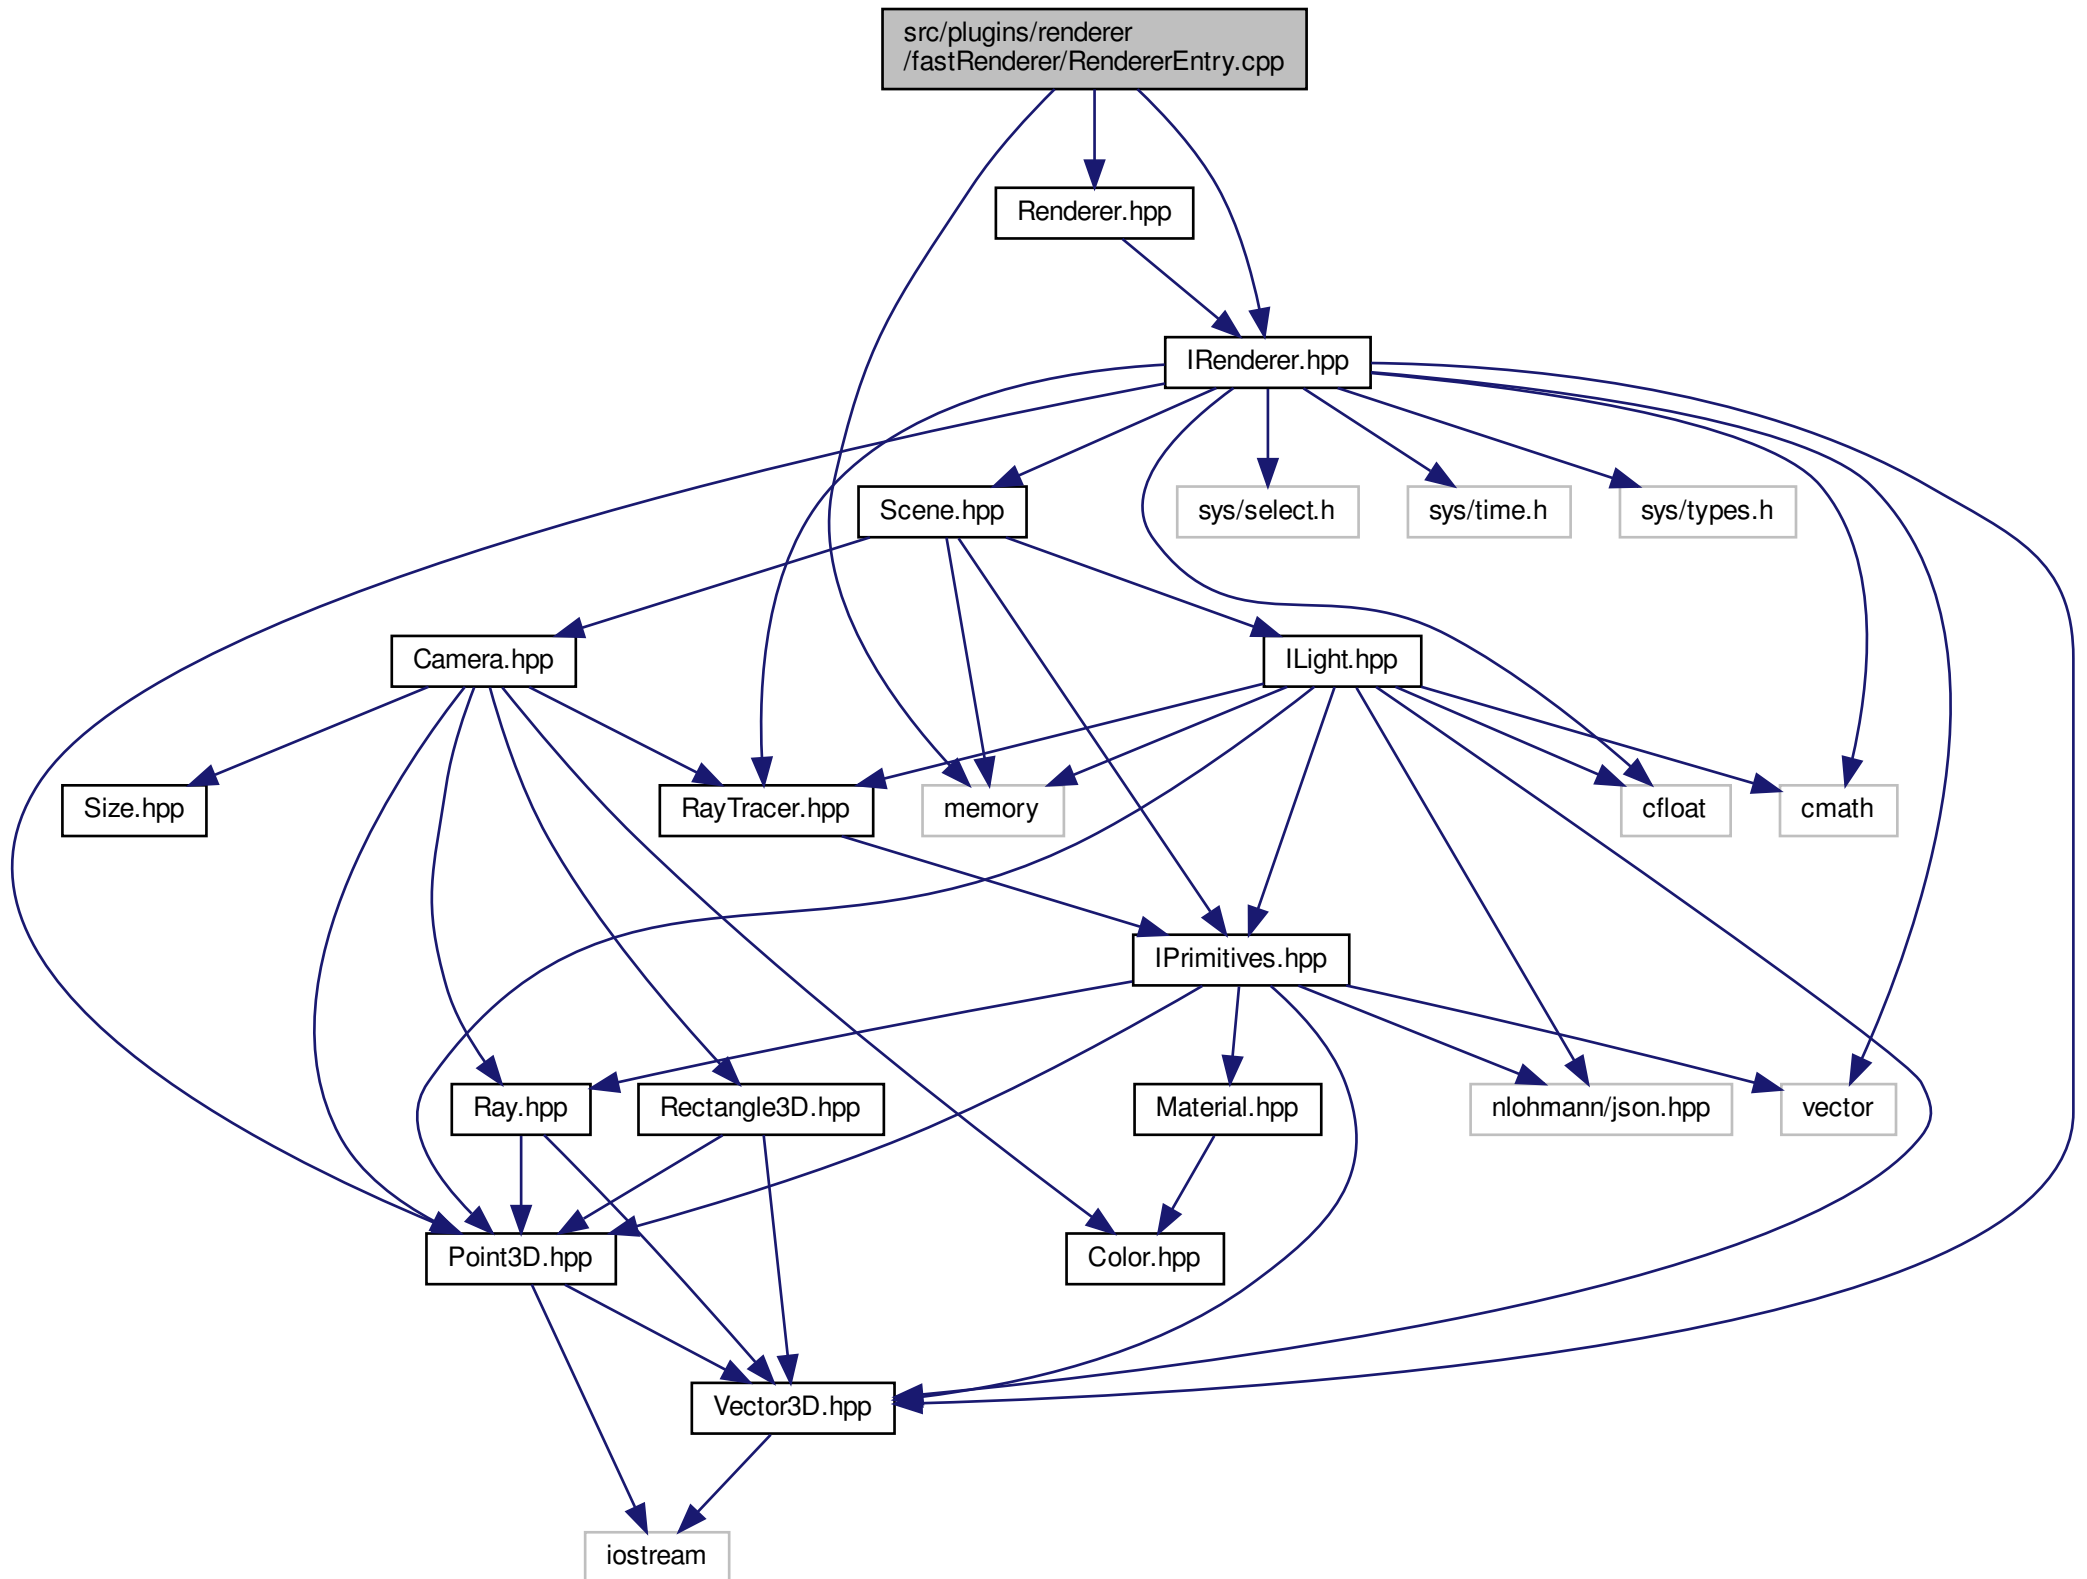 src/plugins/renderer
/fastRenderer/RendererEntry.cpp
Renderer.hpp
IRenderer.hpp
Scene.hpp
sys/select.h
sys/time.h
sys/types.h
Camera.hpp
ILight.hpp
Size.hpp
RayTracer.hpp
memory
cfloat
cmath
IPrimitives.hpp
Ray.hpp
Rectangle3D.hpp
Material.hpp
nlohmann/json.hpp
vector
Point3D.hpp
Color.hpp
Vector3D.hpp
iostream